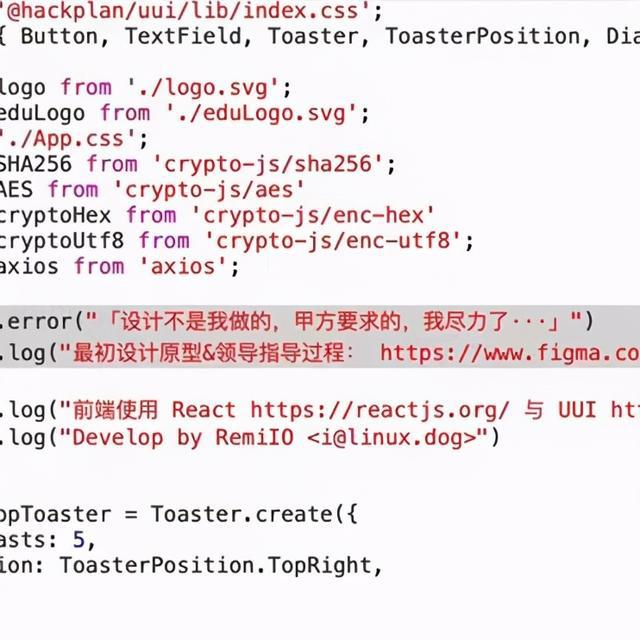 '@hackplan/uui/lib/index.css';
{ Button, TextField, Toaster, ToasterPosition, Dia
logo from './logo.svg';
eduLogo from './eduLogo.svg';
'./App.css';
SHA256 from 'crypto-js/sha256';
AES from 'crypto-js/aes'
cryptoHex from 'crypto-js/enc-hex'
cryptoUtf8 from 'crypto-js/enc-utf8';
axios from 'axios';
.error("「设计不是我做的，甲方要求的，我尽力了···」")
.log("最初设计原型&领导指导过程： https://www.figma.co
.log("前端使用 React https://reactjs.org/ 与 UUI htt
.log("Develop by RemiIO <i@linux.dog>")
ppToaster = Toaster.create({
asts: 5,
ion: ToasterPosition.TopRight,